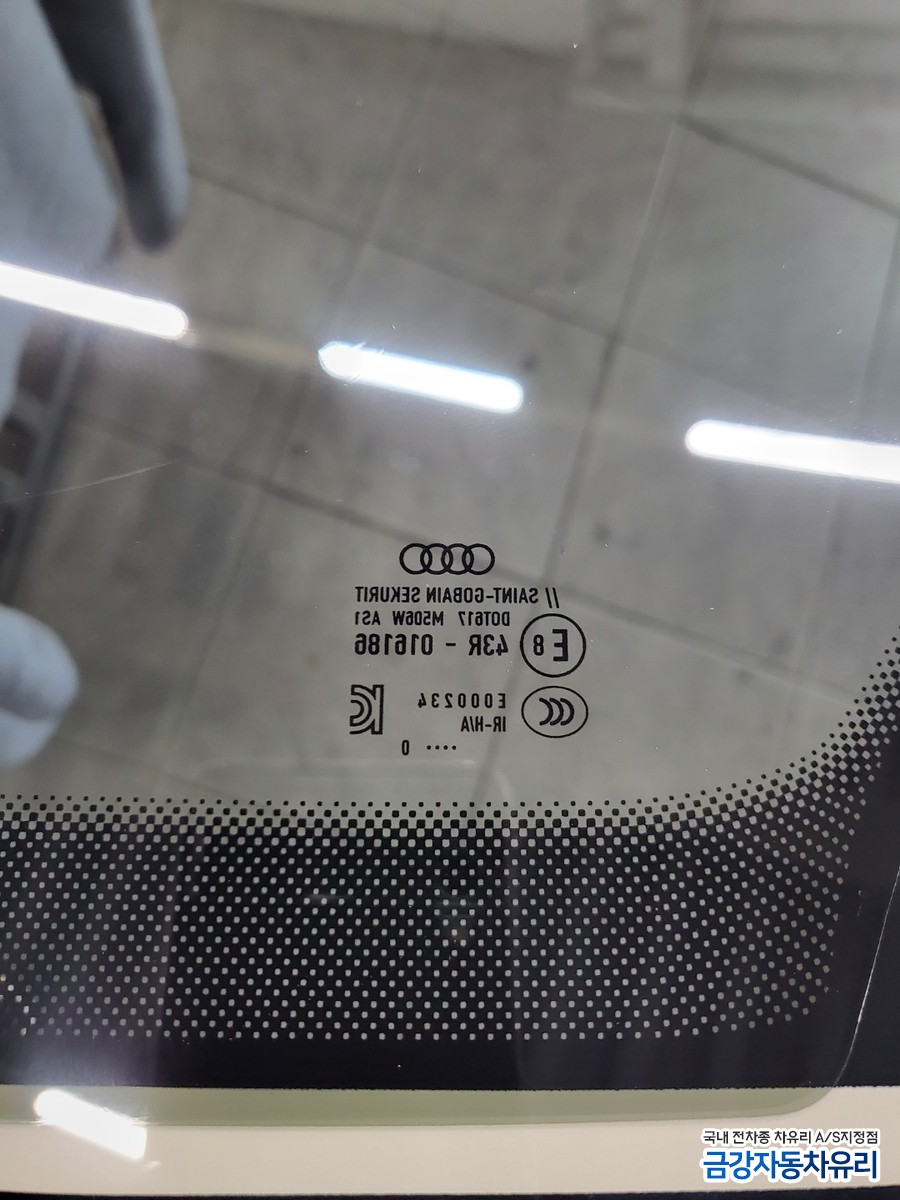 // SAINT-GOBAIN SEKURIT
DOT617 M506W AS1
E8 43R - 016186
CCC E000234
IR-H/A
.... 0
국내 전차종 차유리 A/S지정점
금강자동차유리